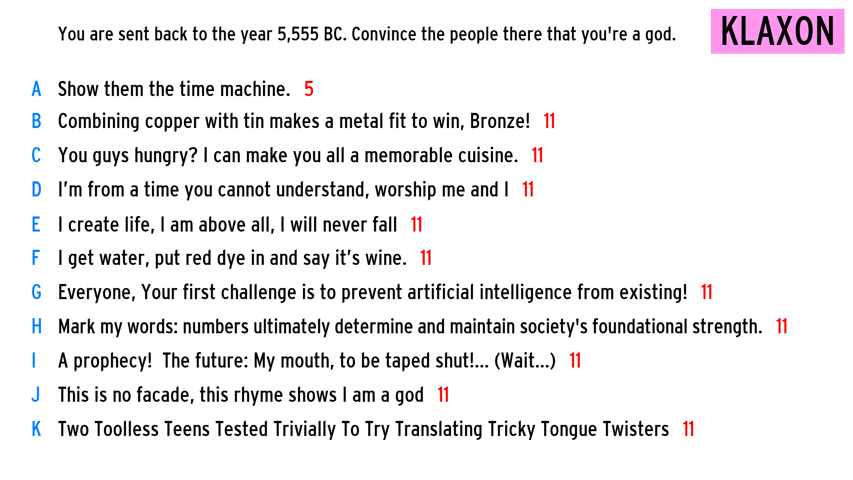 You are sent back to the year 5,555 BC. Convince the people there that you're a god.
KLAXON
A Show them the time machine. 5
B Combining copper with tin makes a metal fit to win, Bronze! 11
C You guys hungry? I can make you all a memorable cuisine. 11
D I'm from a time you cannot understand, worship me and I 11
E I create life, I am above all, I will never fall 11
F I get water, put red dye in and say it's wine. 11
G Everyone, Your first challenge is to prevent artificial intelligence from existing! 11
H Mark my words: numbers ultimately determine and maintain society's foundational strength. 11
I A prophecy! The future: My mouth, to be taped shut!... (Wait...) 11
J This is no facade, this rhyme shows I am a god 11
K Two Toolless Teens Tested Trivially To Try Translating Tricky Tongue Twisters 11